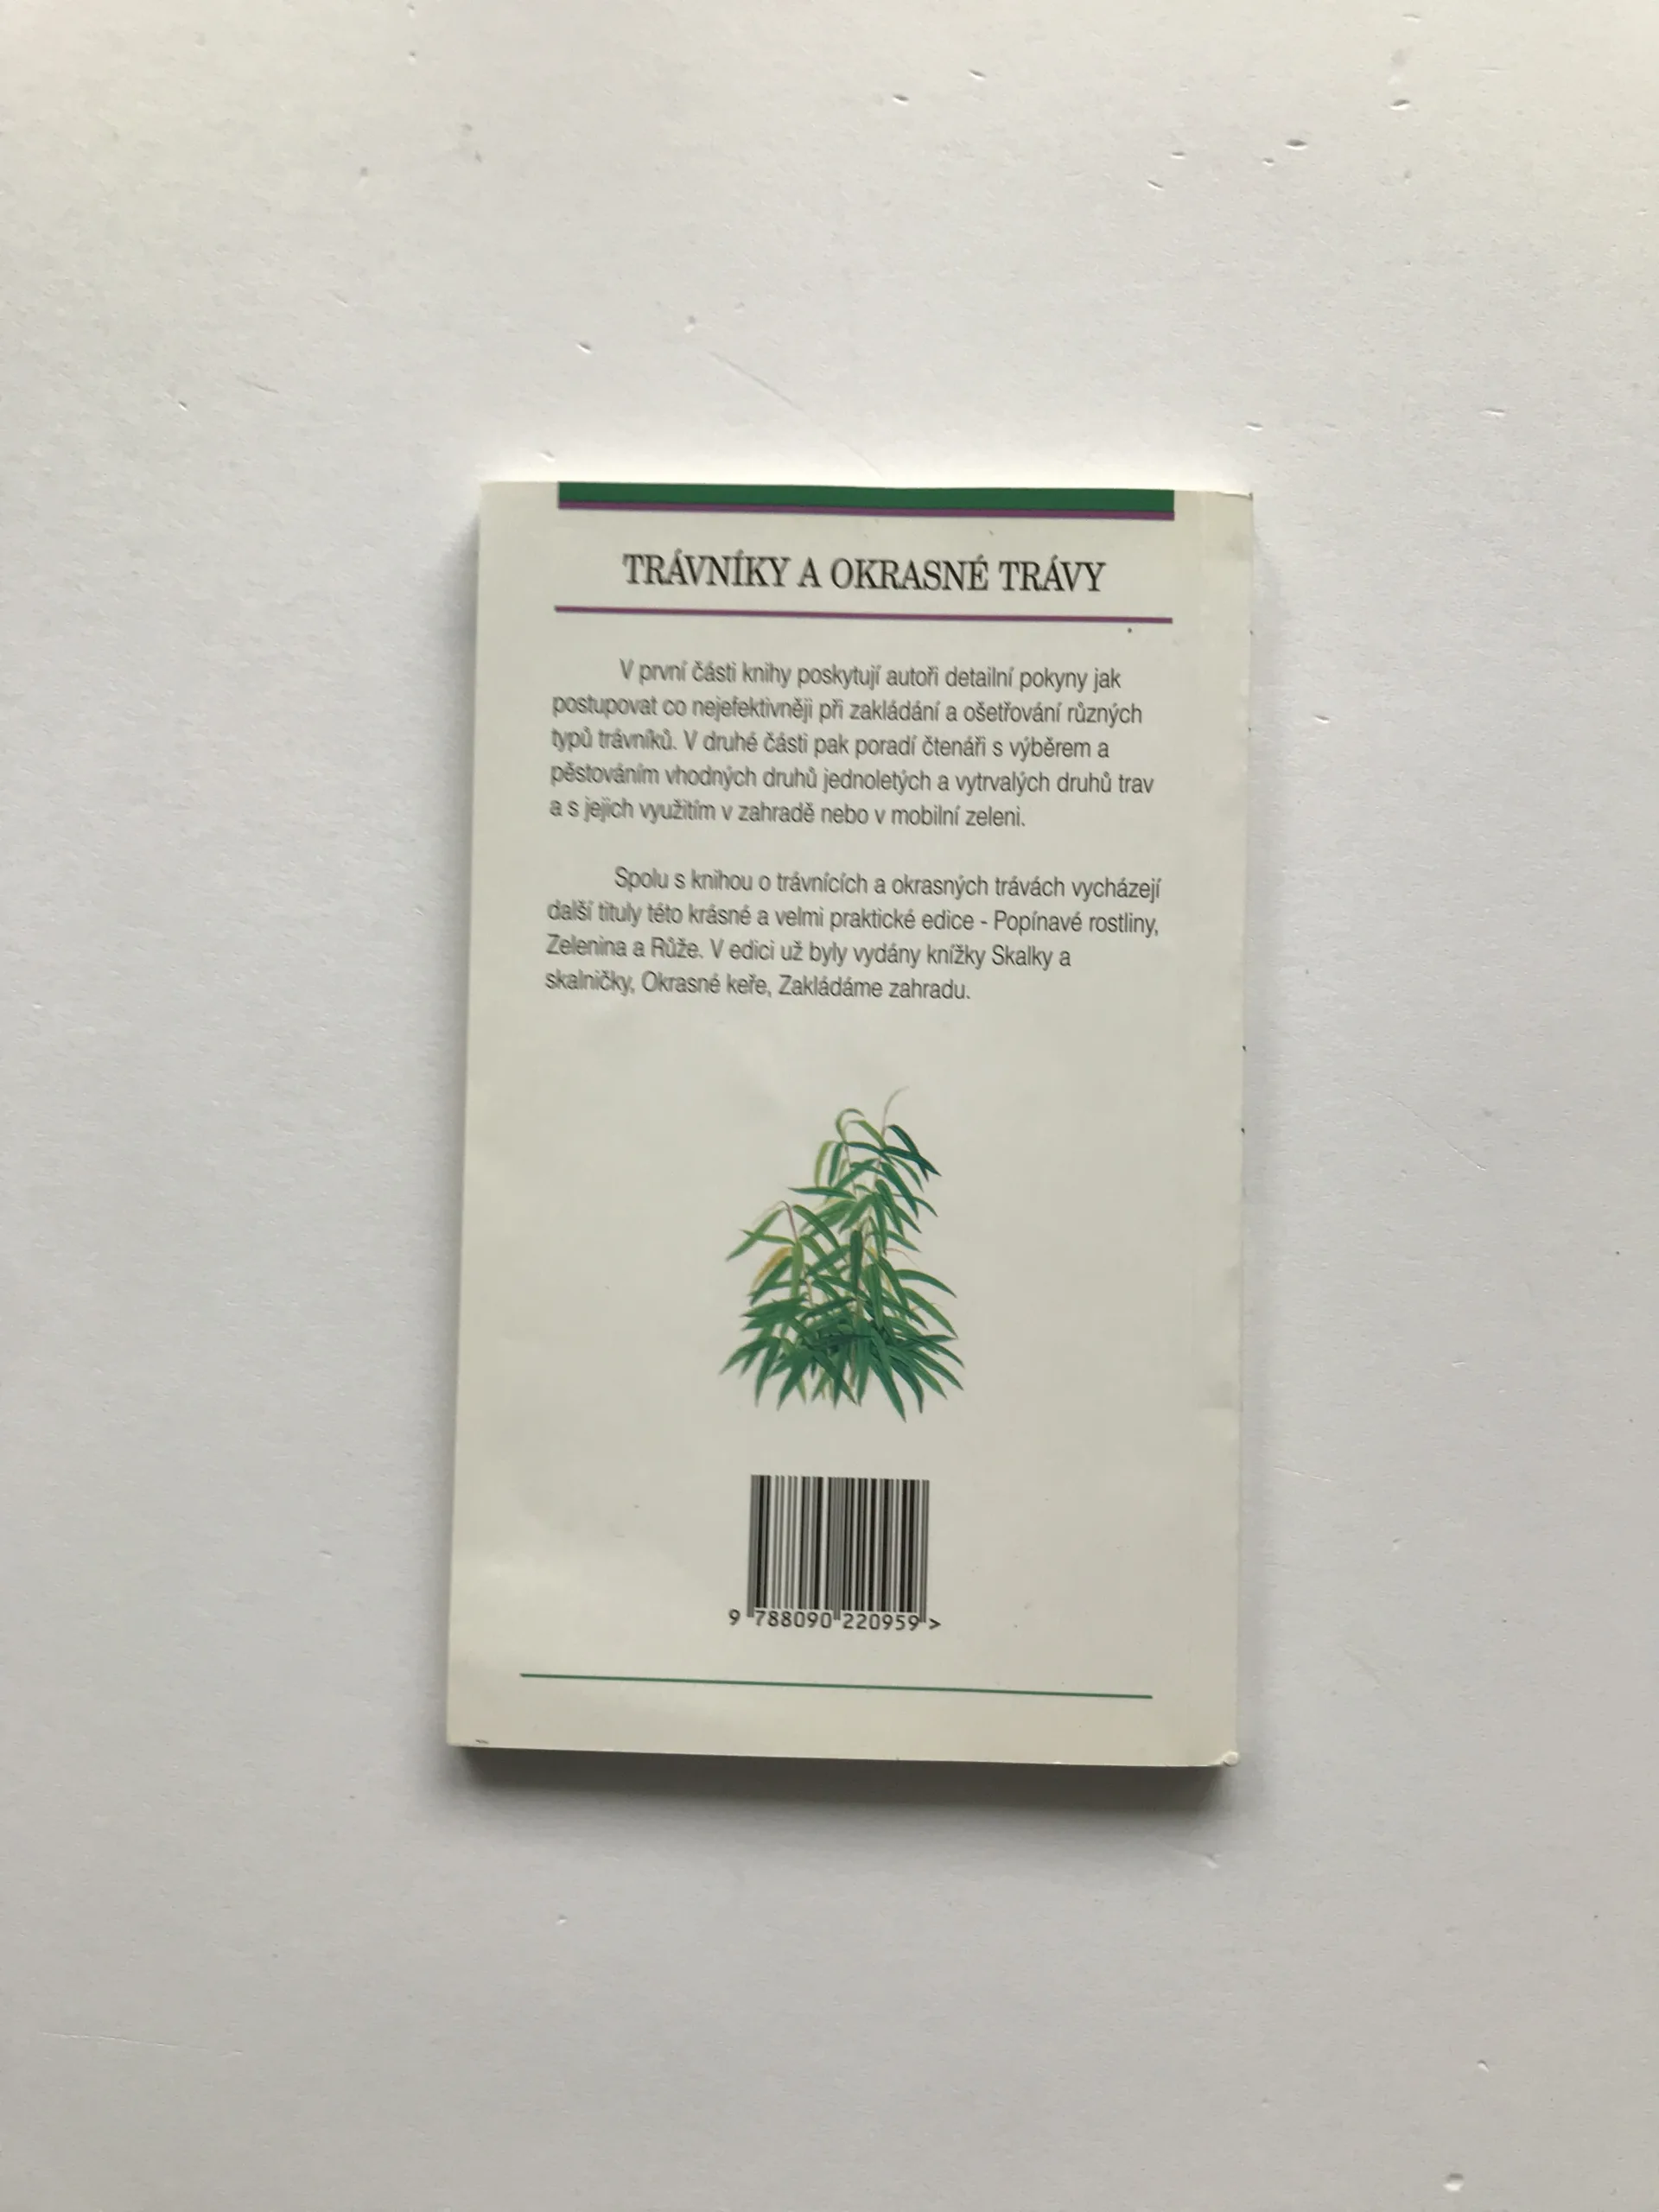 TRÁVNÍKY A OKRASNÉ TRÁVY
V první části knihy poskytují autoři detailní pokyny jak
postupovat co nejefektivněji při zakládání a ošetřování různých
typů trávníků. V druhé části pak poradí čtenáři s výběrem a
pěstováním vhodných druhů jednoletých a vytrvalých druhů trav
a s jejich využitím v zahradě nebo v mobilní zeleni.
Spolu s knihou o trávnících a okrasných trávách vycházejí
další tituly této krásné a velmi praktické edice - Popínavé rostliny,
Zelenina a Růže. V edici už byly vydány knížky Skalky a
skalničky, Okrasné keře, Zakládáme zahradu.
9 788090 220959 >